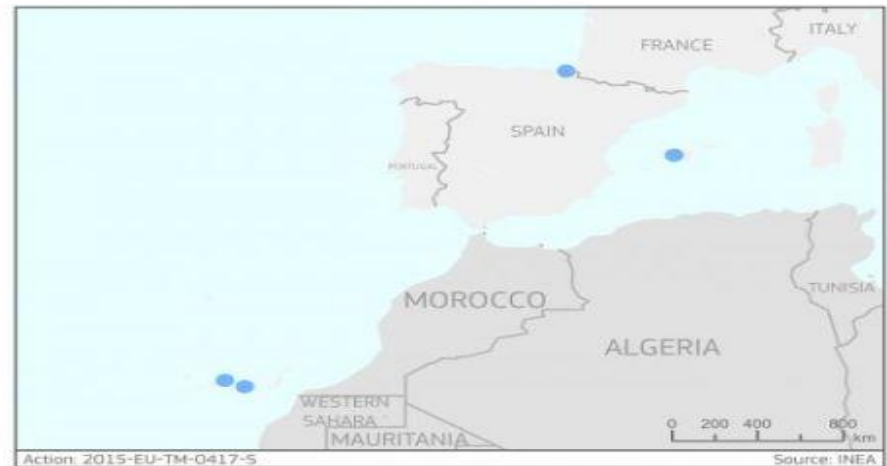 ITALY
FRANCE
SPAIN
PORTUGAL
TUNISIA
MOROCCO
ALGERIA
WESTERN
SAHARA
MAURITANIA
0 200 400 800
km
Action: 2015-EU-TM-0417-S
Source: INEA